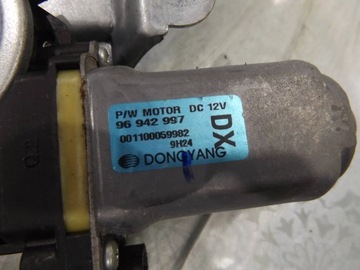 P/W MOTOR DC 12V
96 942 997
001100059982
9H24
DX
DONGYANG